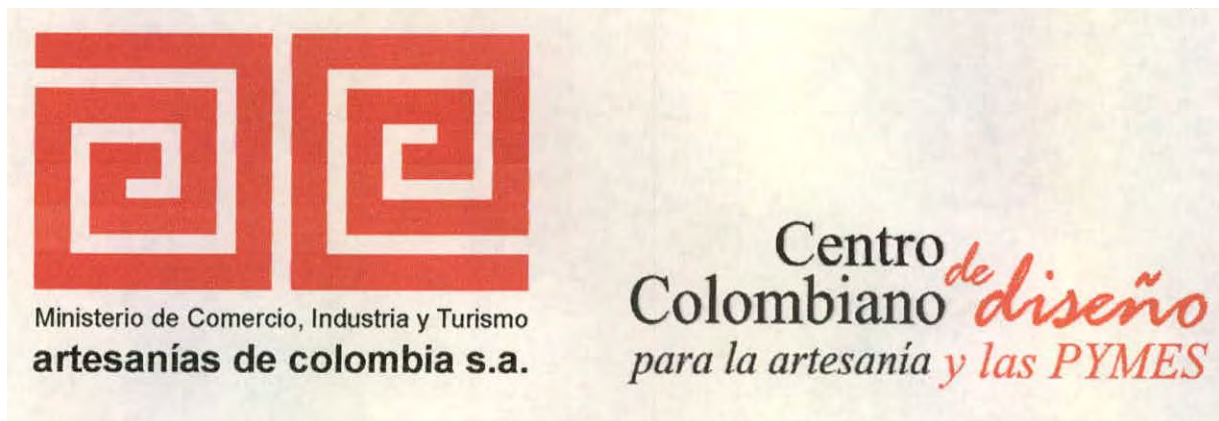 Ministerio de Comercio, Industria y Turismo
artesanías de colombia s.a.
Centro de diseño
Colombiano
para la artesanía y las PYMES